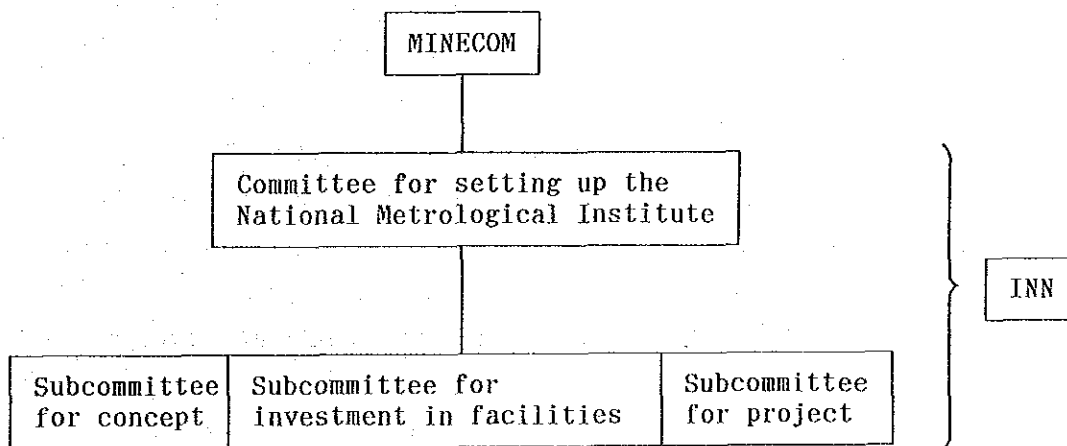 MINECOM
Committee for setting up the
National Metrological Institute
INN
Subcommittee
for concept
Subcommittee for
investment in facilities
Subcommittee
for project